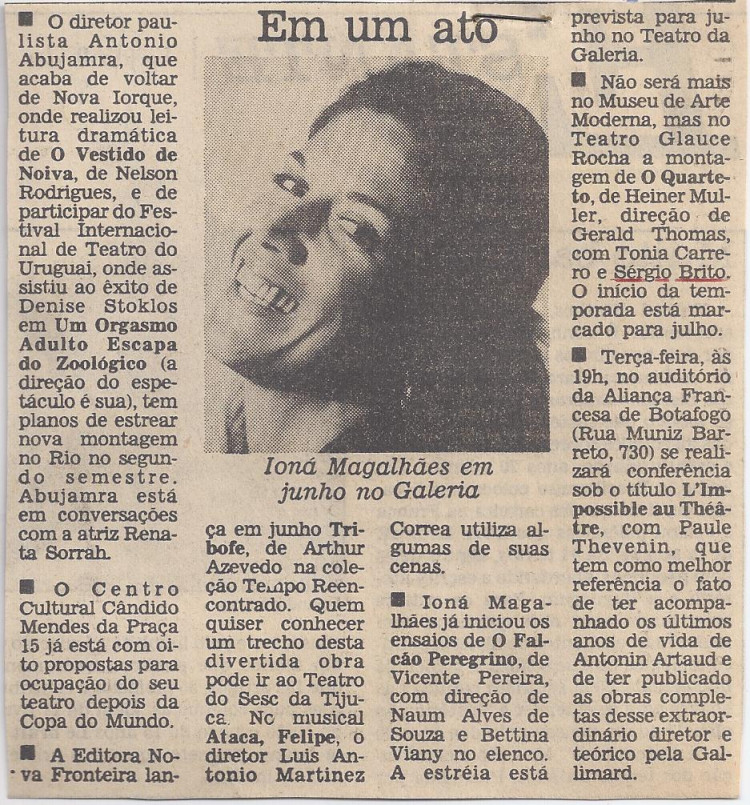 Em um ato
■ O diretor pau-
lista Antonio
Abujamra, que
acaba de voltar
de Nova Iorque,
onde realizou lei-
tura dramática
de O Vestido de
Noiva, de Nelson
Rodrigues, e de
participar do Fes-
tival Internacio-
nal de Teatro do
Uruguai, onde as-
sistiu ao êxito de
Denise Stoklos
em Um Orgasmo
Adulto Escapa
do Zoológico (a
direção do espe-
táculo é sua), tem
planos de estrear
nova montagem
no Rio no segun-
do semestre.
Abujamra está
em conversações
com a atriz Rena-
ta Sorrah.
■ O Centro
Cultural Cândido
Mendes da Praça
15 já está com oi-
to propostas para
ocupação do seu
teatro depois da
Copa do Mundo.
■ A Editora No-
va Fronteira lan-
Ioná Magalhães em
junho no Galeria
ça em junho Tri-
bofe, de Arthur
Azevedo na cole-
ção Tempo Reen-
contrado. Quem
quiser conhecer
um trecho desta
divertida obra
pode ir ao Teatro
do Sesc da Tiju-
ca. No musical
Ataca, Felipe, o
diretor Luis An-
tonio Martinez
Correa utiliza al-
gumas de suas
cenas.
■ Ioná Maga-
lhães já iniciou os
ensaios de O Fal-
cão Peregrino, de
Vicente Pereira,
com direção de
Naum Alves de
Souza e Bettina
Viany no elenco.
A estréia está
prevista para ju-
nho no Teatro da
Galeria.
■ Não será mais
no Museu de Arte
Moderna, mas no
Teatro Glauce
Rocha a monta-
gem de O Quarte-
to, de Heiner Mul-
ler, direção de
Gerald Thomas,
com Tonia Carre-
ro e Sérgio Brito.
O início da tem-
porada está mar-
cado para julho.
■ Terça-feira, às
19h, no auditório
da Aliança Fran-
cesa de Botafogo
(Rua Muniz Bar-
reto, 730) se reali-
zará conferência
sob o título L'Im-
possible au Théâ-
tre, com Paule
Thevenin, que
tem como melhor
referência o fato
de ter acompa-
nhado os últimos
anos de vida de
Antonin Artaud e
de ter publicado
as obras comple-
tas desse extraor-
dinário diretor e
teórico pela Gal-
limard.